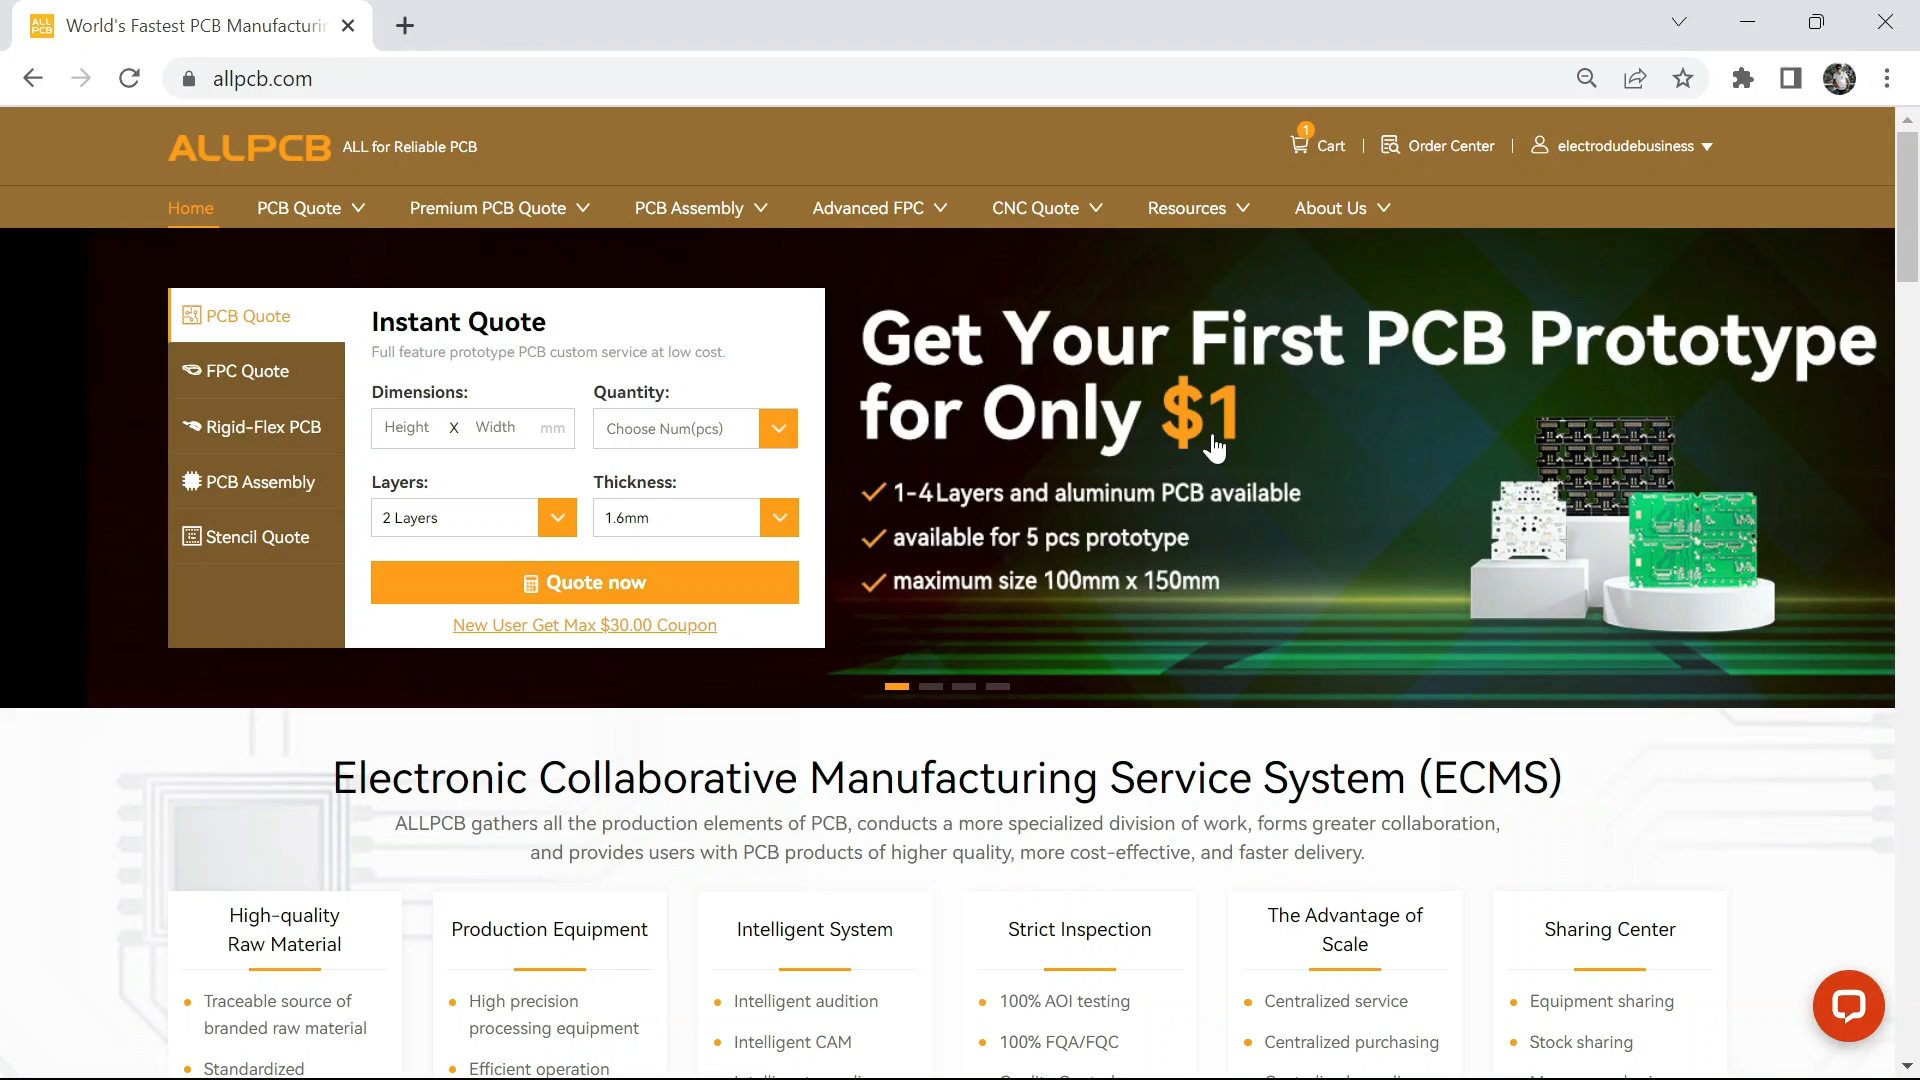 ALL
PCB
World's Fastest PCB Manufacturin
allpcb.com
ALLPCB ALL for Reliable PCB
1
Cart
Order Center
electrodudebusiness
Home
PCB Quote
Premium PCB Quote
PCB Assembly
Advanced FPC
CNC Quote
Resources
About Us
PCB Quote
FPC Quote
Rigid-Flex PCB
PCB Assembly
Stencil Quote
Instant Quote
Full feature prototype PCB custom service at low cost.
Dimensions:
Height X Width mm
Quantity:
Choose Num(pcs)
Layers:
2 Layers
Thickness:
1.6mm
Quote now
New User Get Max $30.00 Coupon
Get Your First PCB Prototype
for Only $1
1-4Layers and aluminum PCB available
available for 5 pcs prototype
maximum size 100mm x 150mm
Electronic Collaborative Manufacturing Service System (ECMS)
ALLPCB gathers all the production elements of PCB, conducts a more specialized division of work, forms greater collaboration,
and provides users with PCB products of higher quality, more cost-effective, and faster delivery.
High-quality
Raw Material
Traceable source of
branded raw material
Standardized
Production Equipment
High precision
processing equipment
Efficient operation
Intelligent System
Intelligent audition
Intelligent CAM
Strict Inspection
100% AOI testing
100% FQA/FQC
The Advantage of
Scale
Centralized service
Centralized purchasing
Sharing Center
Equipment sharing
Stock sharing